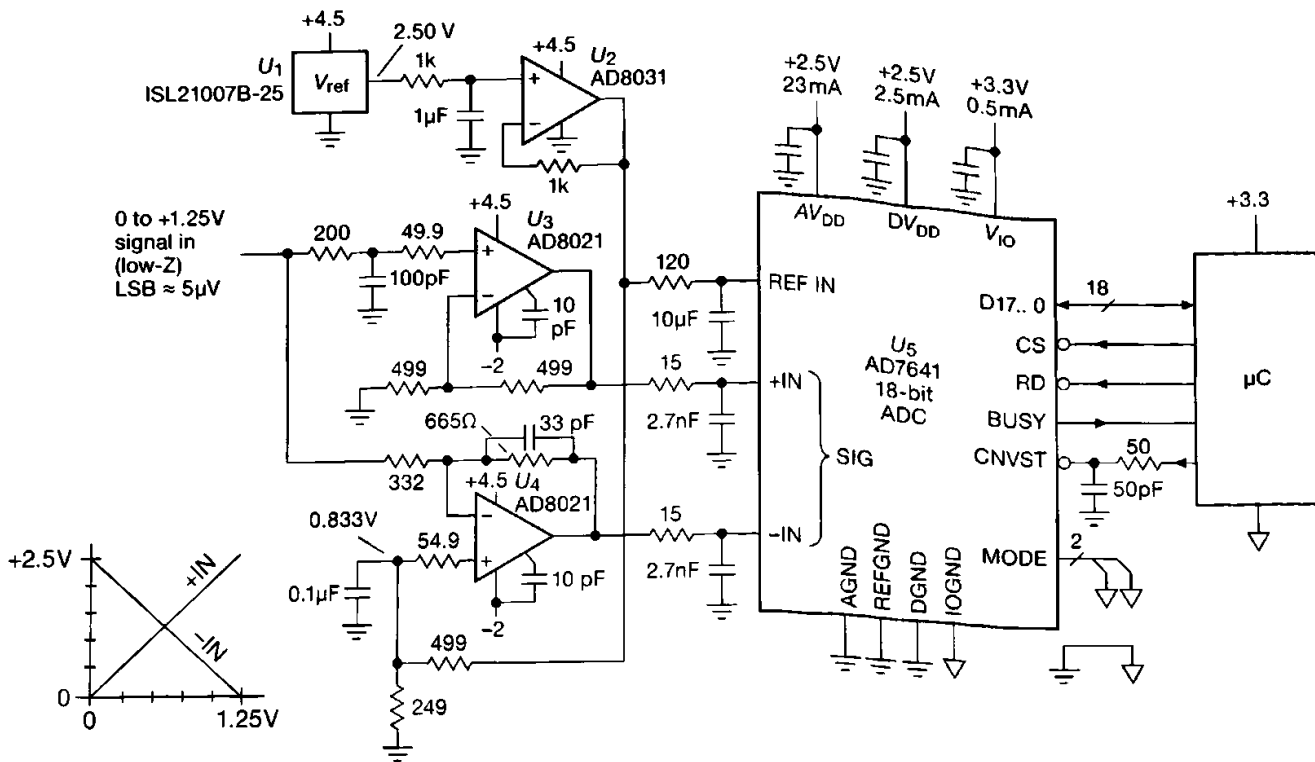 +4.5
2.50 V
U1
ISL21007B-25
Vref
1k
1µF
+4.5
U2
AD8031
+
−
1k
+2.5V
23mA
+2.5V
2.5mA
+3.3V
0.5mA
AVDD
DVDD
VIO
+3.3
0 to +1.25V
signal in
(low-Z)
LSB ≈ 5µV
200
49.9
100pF
+4.5
U3
AD8021
+
−
10
pF
−2
499
499
120
10µF
REF IN
15
2.7nF
+IN
SIG
U5
AD7641
18-bit
ADC
D17.. 0
18
CS
RD
BUSY
CNVST
50
50pF
µC
665Ω
33 pF
332
U4
+4.5
AD8021
−
+
0.833V
54.9
0.1µF
10 pF
−2
15
2.7nF
−IN
499
249
MODE
2
AGND
REFGND
DGND
IOGND
+2.5V
+IN
−IN
0
0
1.25V